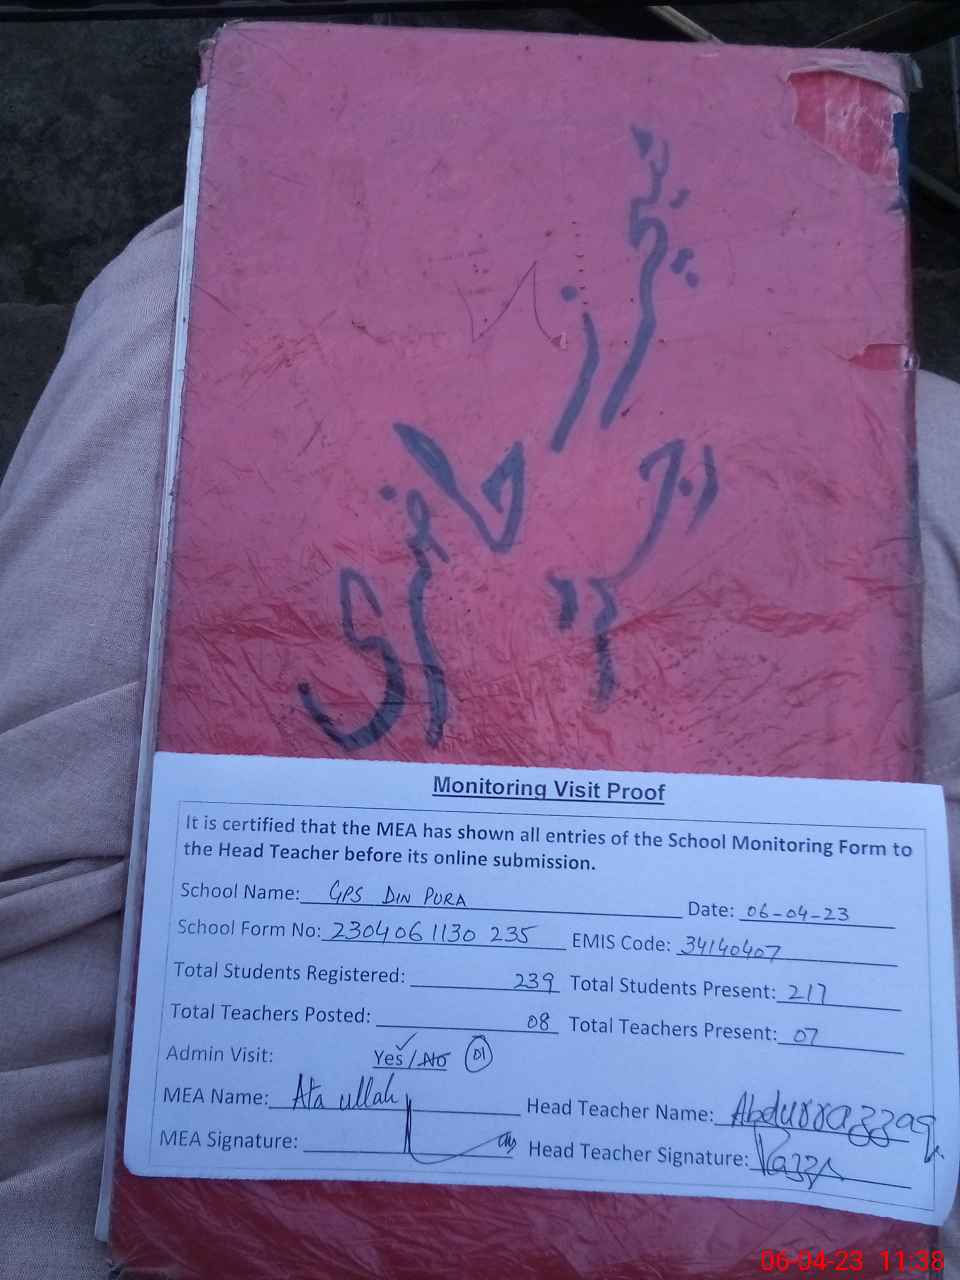 رجسٹر
حاضری
Monitoring Visit Proof
It is certified that the MEA has shown all entries of the School Monitoring Form to
the Head Teacher before its online submission.
School Name: GPS DIN PURA Date: 06-04-23
School Form No: 2304061130 235 EMIS Code: 34140407
Total Students Registered: 239 Total Students Present: 217
Total Teachers Posted: 08 Total Teachers Present: 07
Admin Visit: Yes / No 01
MEA Name: Ata ullah Head Teacher Name: Abdurrazzaq
MEA Signature: Head Teacher Signature: Razza
06-04-23 11:38